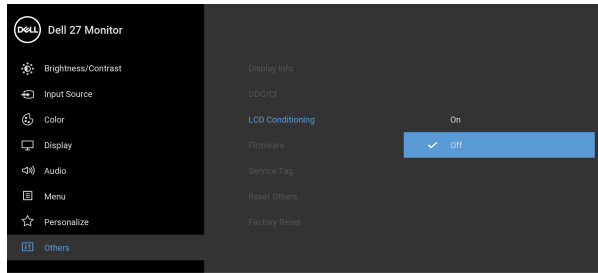 DELL Dell 27 Monitor
Brightness/Contrast
Display Info
Input Source
DDC/CI
Color
LCD Conditioning
On
Display
Firmware
Off
Audio
Service Tag
Menu
Reset Others
Personalize
Factory Reset
Others